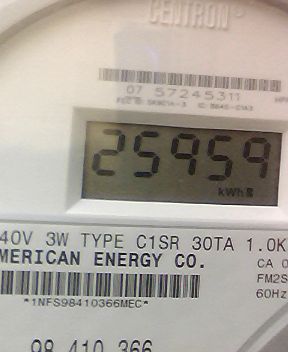 CENTRON®
07 57245311
25959
kWh
40V 3W TYPE C1SR 30TA 1.0K
MERICAN ENERGY CO.
CA 0
FM2S
60Hz
*1NFS98410366MEC*
98 410 366